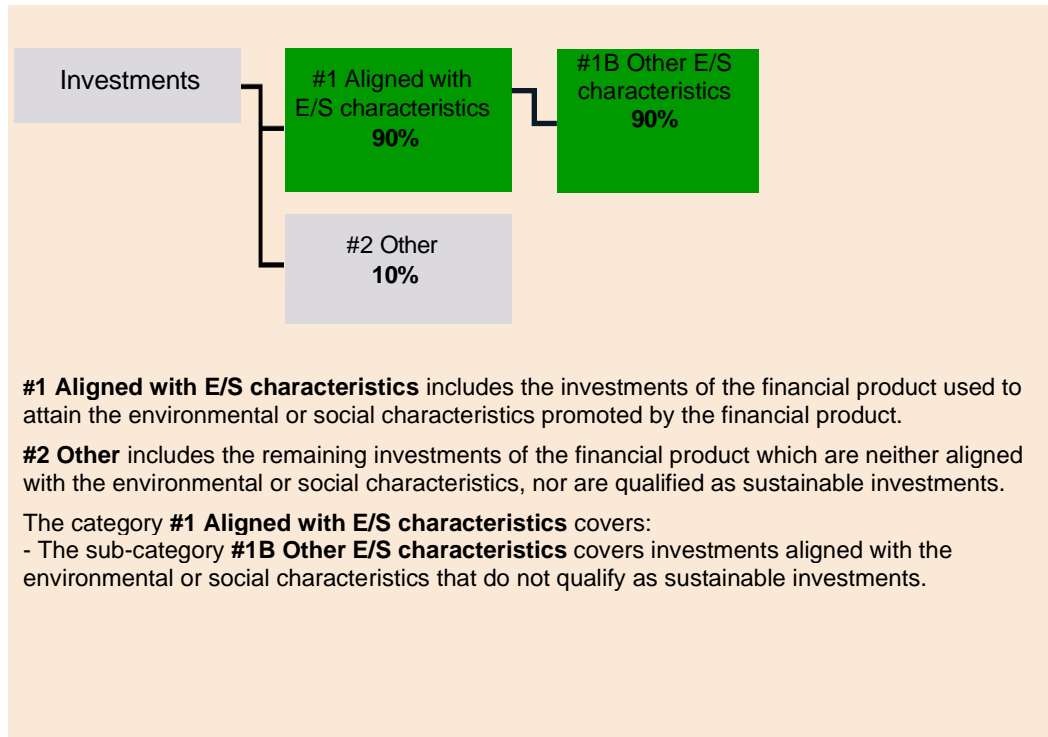 Investments
#1 Aligned with
E/S characteristics
90%
#1B Other E/S
characteristics
90%
#2 Other
10%
#1 Aligned with E/S characteristics includes the investments of the financial product used to
attain the environmental or social characteristics promoted by the financial product.
#2 Other includes the remaining investments of the financial product which are neither aligned
with the environmental or social characteristics, nor are qualified as sustainable investments.
The category #1 Aligned with E/S characteristics covers:
- The sub-category #1B Other E/S characteristics covers investments aligned with the
environmental or social characteristics that do not qualify as sustainable investments.